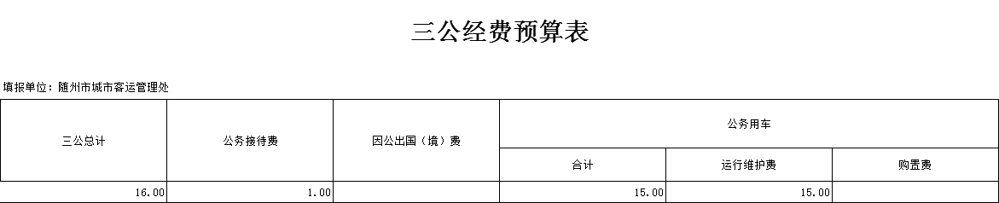 三公经费预算表
填报单位：随州市城市客运管理处
三公总计 公务接待费 因公出国（境）费 公务用车
合计 运行维护费 购置费
16.00 1.00 15.00 15.00